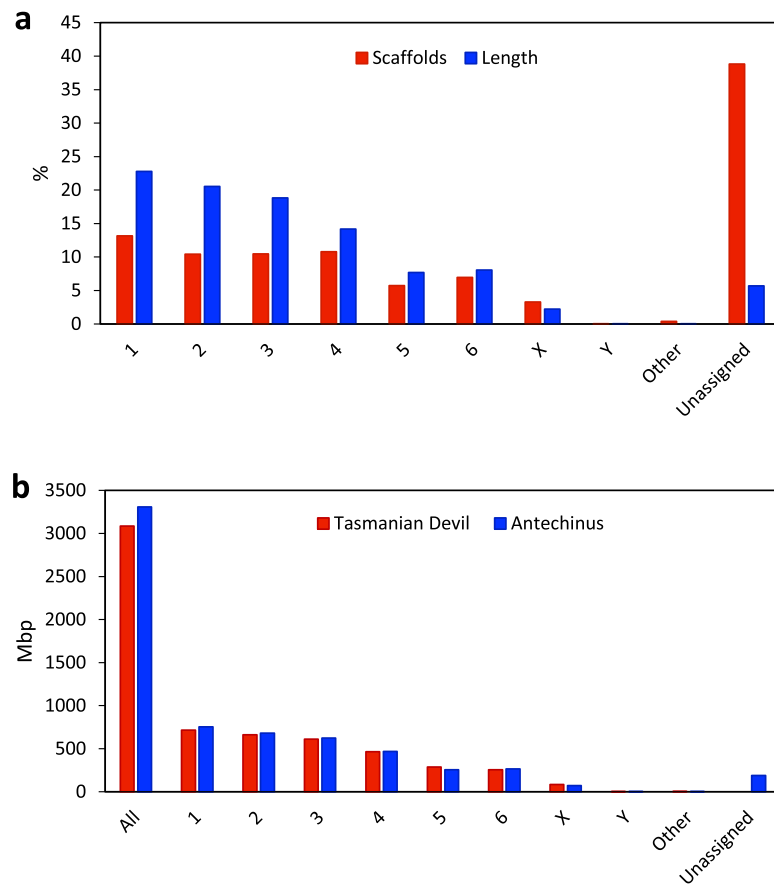 a
45
40
35
30
25
20
15
10
5
0
%
Scaffolds Length
1 2 3 4 5 6 X Y Other Unassigned
b
3500
3000
2500
2000
1500
1000
500
0
Mbp
Tasmanian Devil Antechinus
All 1 2 3 4 5 6 X Y Other Unassigned